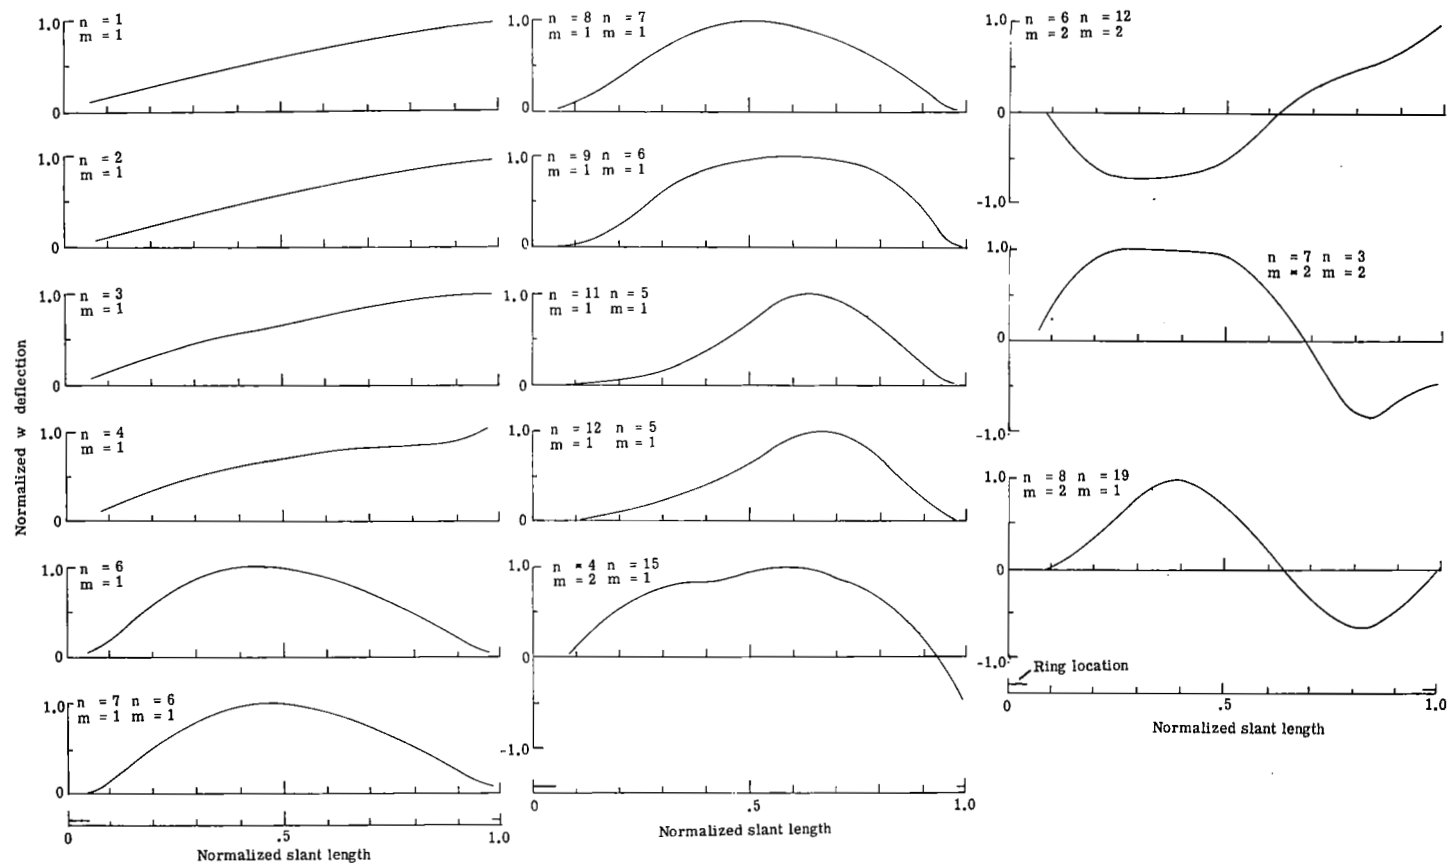 Normalized w deflection
1.0
n = 1
m = 1
0
1.0
n = 2
m = 1
0
1.0
n = 3
m = 1
0
1.0
n = 4
m = 1
0
1.0
n = 6
m = 1
0
1.0
n = 7 n = 6
m = 1 m = 1
0
0 .5 1.0
Normalized slant length
1.0
n = 8 n = 7
m = 1 m = 1
0
1.0
n = 9 n = 6
m = 1 m = 1
0
1.0
n = 11 n = 5
m = 1 m = 1
0
1.0
n = 12 n = 5
m = 1 m = 1
0
1.0
n = 4 n = 15
m = 2 m = 1
0
-1.0
0 .5 1.0
Normalized slant length
1.0
n = 6 n = 12
m = 2 m = 2
0
-1.0
1.0
n = 7 n = 3
m = 2 m = 2
0
-1.0
1.0
n = 8 n = 19
m = 2 m = 1
0
-1.0
Ring location
0 .5 1.0
Normalized slant length